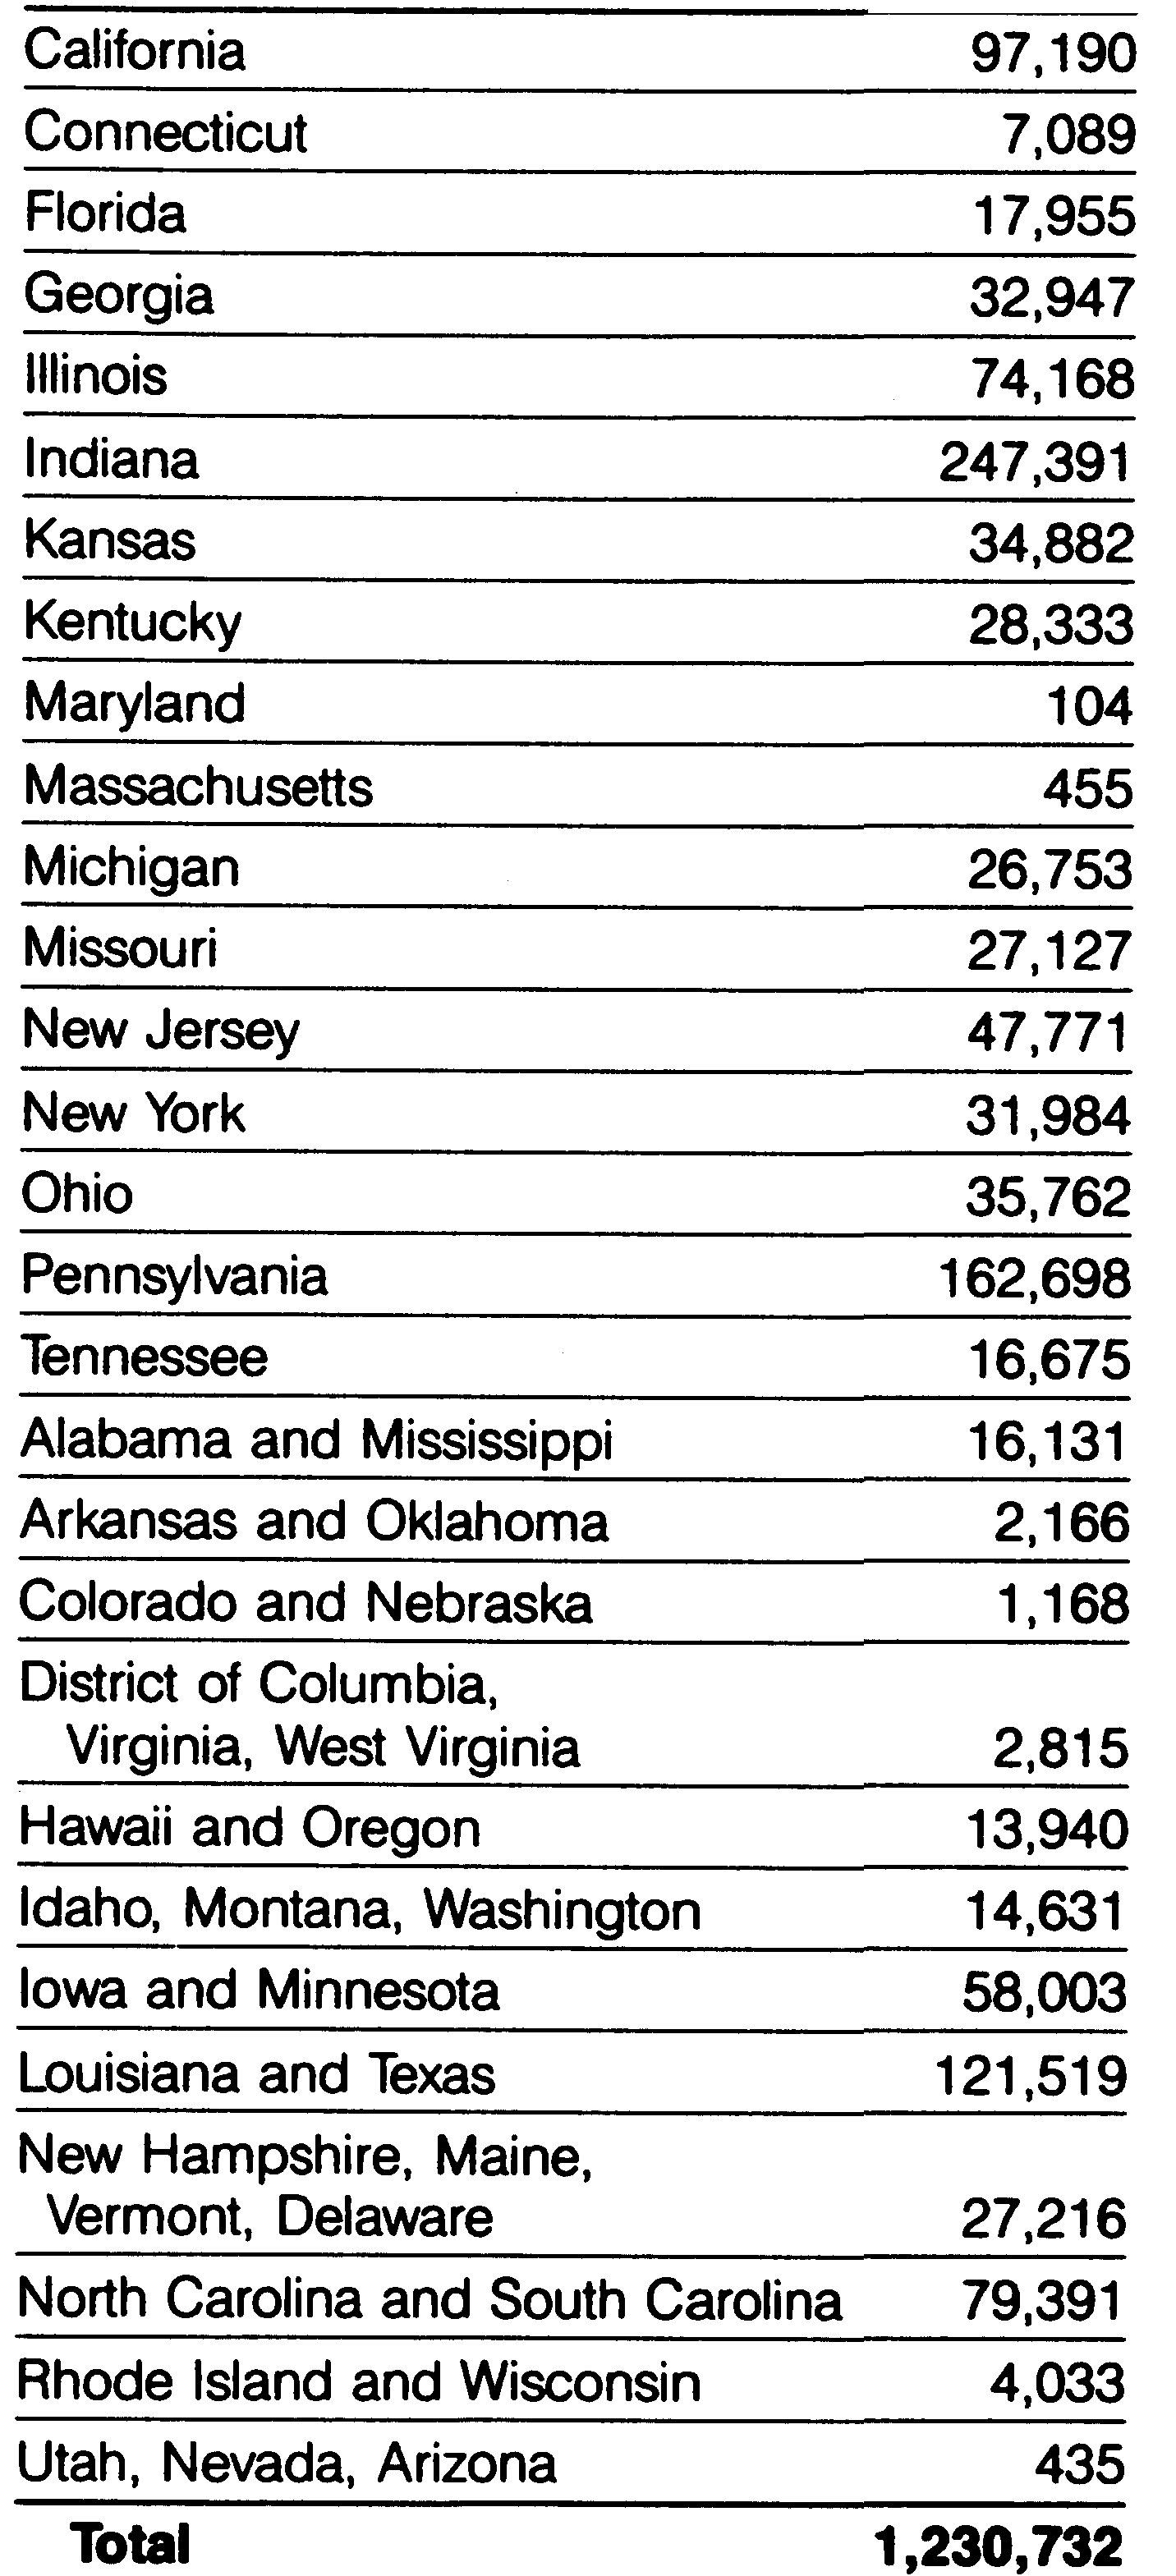 California 97,190
Connecticut 7,089
Florida 17,955
Georgia 32,947
Illinois 74,168
Indiana 247,391
Kansas 34,882
Kentucky 28,333
Maryland 104
Massachusetts 455
Michigan 26,753
Missouri 27,127
New Jersey 47,771
New York 31,984
Ohio 35,762
Pennsylvania 162,698
Tennessee 16,675
Alabama and Mississippi 16,131
Arkansas and Oklahoma 2,166
Colorado and Nebraska 1,168
District of Columbia,
Virginia, West Virginia 2,815
Hawaii and Oregon 13,940
Idaho, Montana, Washington 14,631
Iowa and Minnesota 58,003
Louisiana and Texas 121,519
New Hampshire, Maine,
Vermont, Delaware 27,216
North Carolina and South Carolina 79,391
Rhode Island and Wisconsin 4,033
Utah, Nevada, Arizona 435
Total 1,230,732